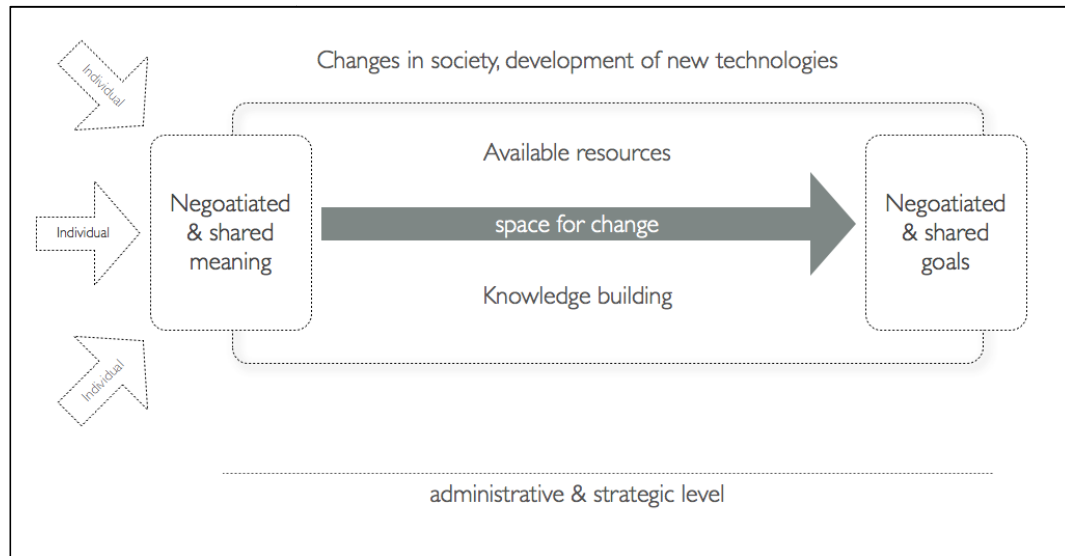 Individual
Changes in society, development of new technologies
Available resources
Negoatiated
& shared
meaning
Individual
space for change
Negoatiated
& shared
goals
Knowledge building
Individual
administrative & strategic level